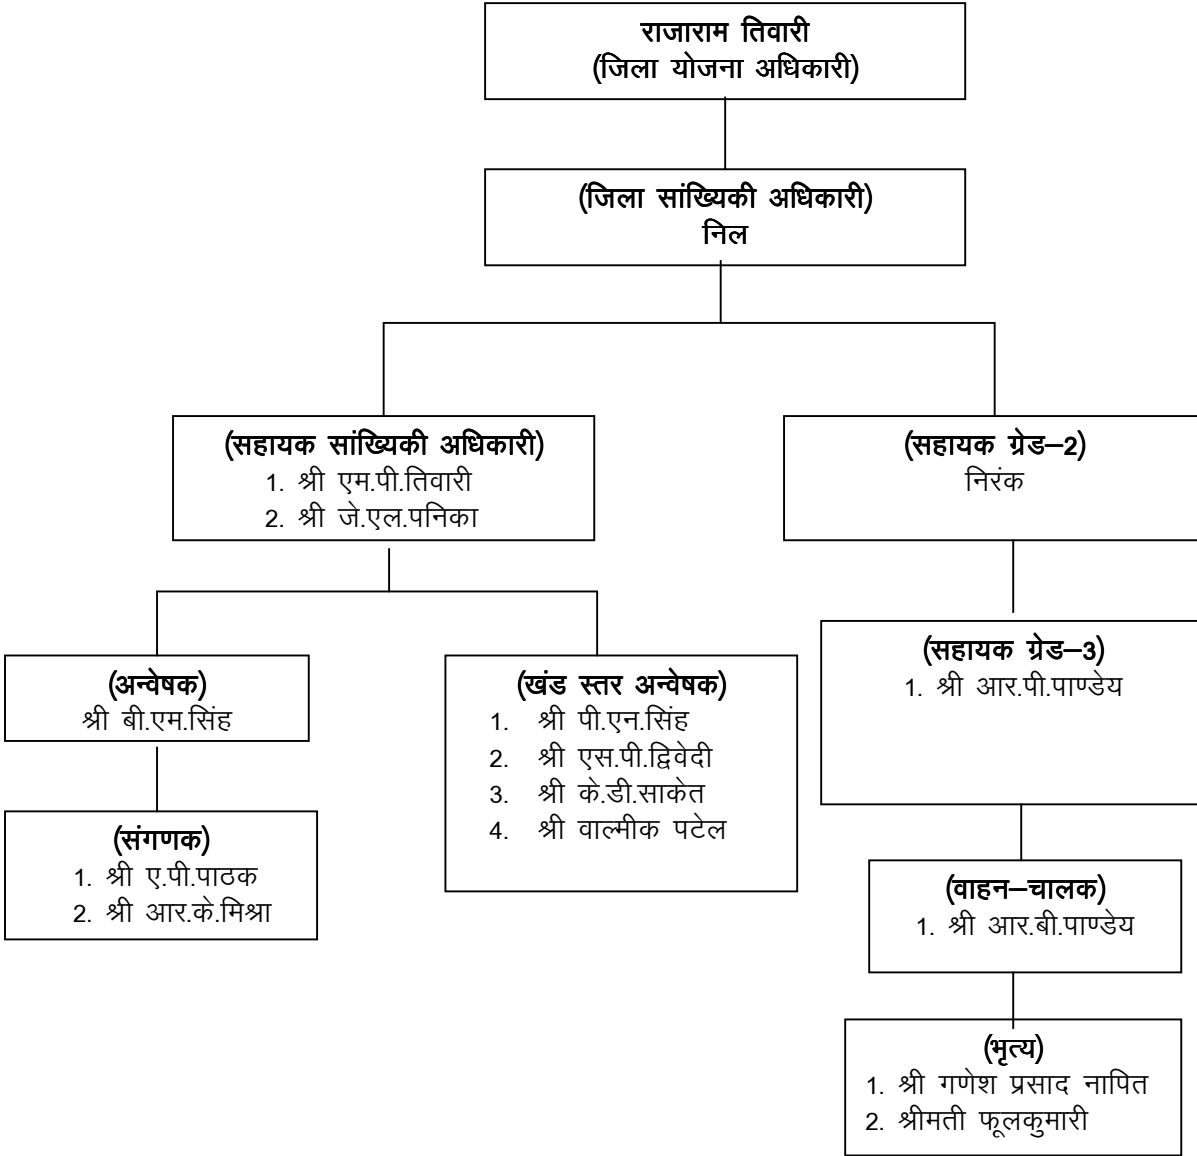 राजाराम तिवारी
(जिला योजना अधिकारी)
(जिला सांख्यिकी अधिकारी)
निल
(सहायक सांख्यिकी अधिकारी)
1. श्री एम.पी.तिवारी
2. श्री जे.एल.पनिका
(सहायक ग्रेड–2)
निरंक
(अन्वेषक)
श्री बी.एम.सिंह
(संगणक)
1. श्री ए.पी.पाठक
2. श्री आर.के.मिश्रा
(खंड स्तर अन्वेषक)
1. श्री पी.एन.सिंह
2. श्री एस.पी.द्विवेदी
3. श्री के.डी.साकेत
4. श्री वाल्मीक पटेल
(सहायक ग्रेड–3)
1. श्री आर.पी.पाण्डेय
(वाहन–चालक)
1. श्री आर.बी.पाण्डेय
(भृत्य)
1. श्री गणेश प्रसाद नापित
2. श्रीमती फूलकुमारी